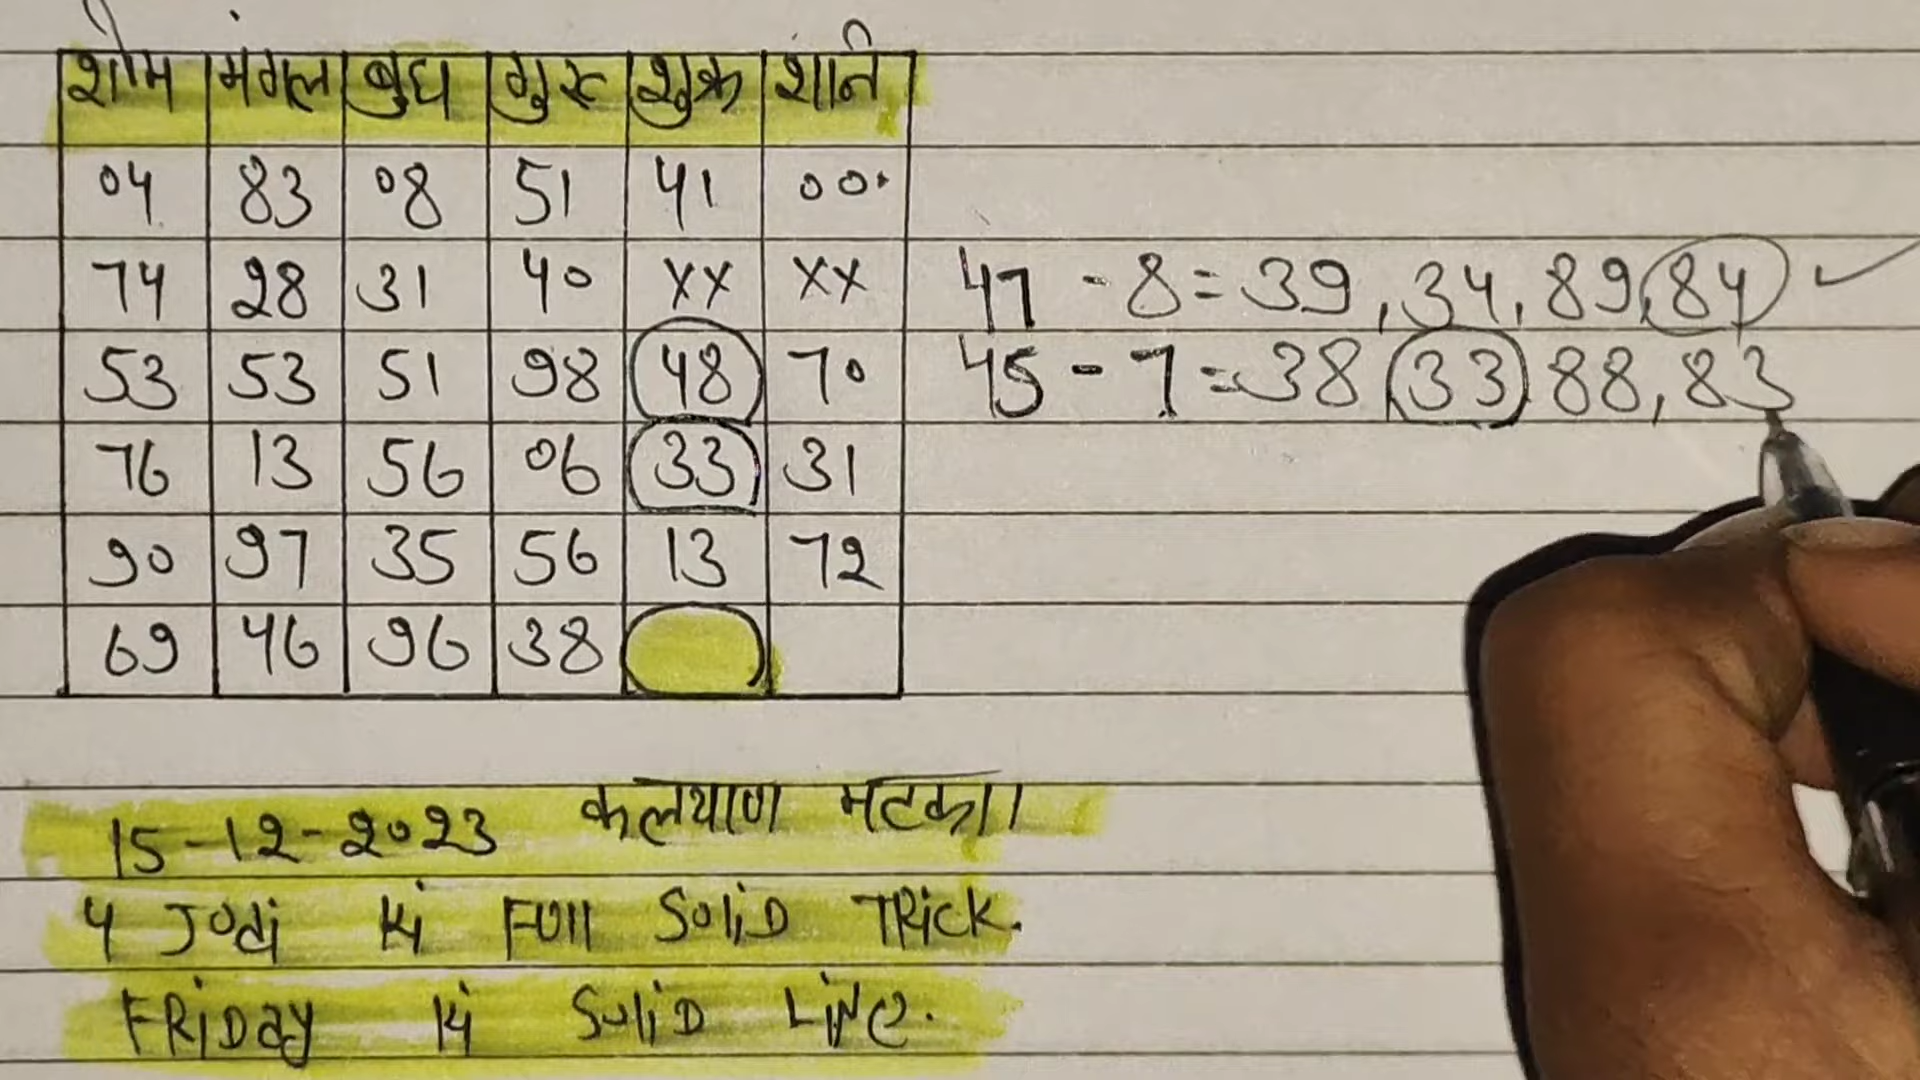 शोम मंगल बुध गुरु शुक्र शनि
04 83 08 51 41 00
74 28 31 40 XX XX
53 53 51 98 48 70
76 13 56 06 33 31
90 97 35 56 13 72
69 46 96 38
47 - 8 = 39, 34, 89, 84 ✓
45 - 7 = 38 33 88, 83
15-12-2023 कल्याण मटका।।
4 Jodi Ki FUll SoliD TRicK.
FRiDay Ki SoliD LiNe.